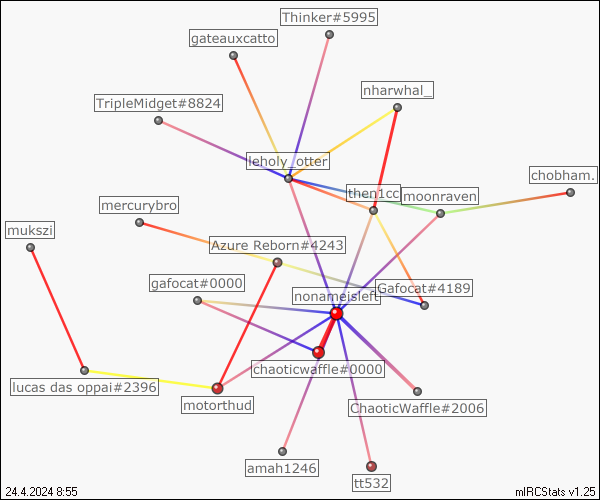 Thinker#5995
gateauxcatto
nharwhal_
TripleMidget#8824
leholy_otter
chobham.
then1cc
moonraven
mercurybro
mukszi
Azure Reborn#4243
gafocat#0000
nonameisleft
Gafocat#4189
chaoticwaffle#0000
lucas das oppai#2396
motorthud
ChaoticWaffle#2006
amah1246
tt532
24.4.2024 8:55
mIRCStats v1.25